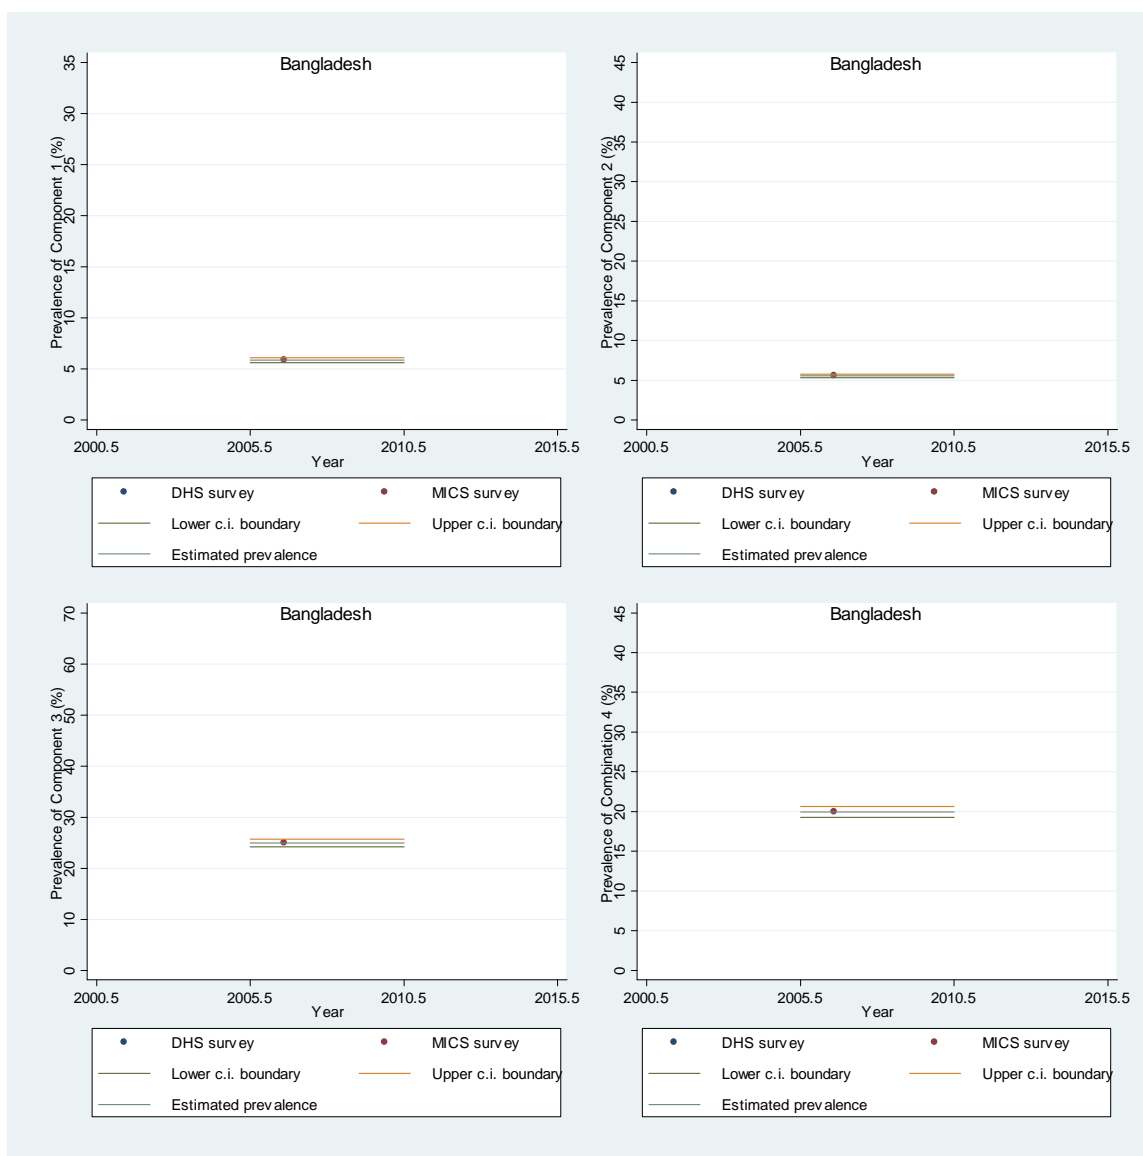 Bangladesh
Prevalence of Component 1 (%)
35
30
25
20
15
10
5
0
2000.5 2005.5 2010.5 2015.5
Year
DHS survey MICS survey
Lower c.i. boundary Upper c.i. boundary
Estimated prevalence
Bangladesh
Prevalence of Component 2 (%)
45
40
35
30
25
20
15
10
5
0
2000.5 2005.5 2010.5 2015.5
Year
DHS survey MICS survey
Lower c.i. boundary Upper c.i. boundary
Estimated prevalence
Bangladesh
Prevalence of Component 3 (%)
70
60
50
40
30
20
10
0
2000.5 2005.5 2010.5 2015.5
Year
DHS survey MICS survey
Lower c.i. boundary Upper c.i. boundary
Estimated prevalence
Bangladesh
Prevalence of Combination 4 (%)
45
40
35
30
25
20
15
10
5
0
2000.5 2005.5 2010.5 2015.5
Year
DHS survey MICS survey
Lower c.i. boundary Upper c.i. boundary
Estimated prevalence